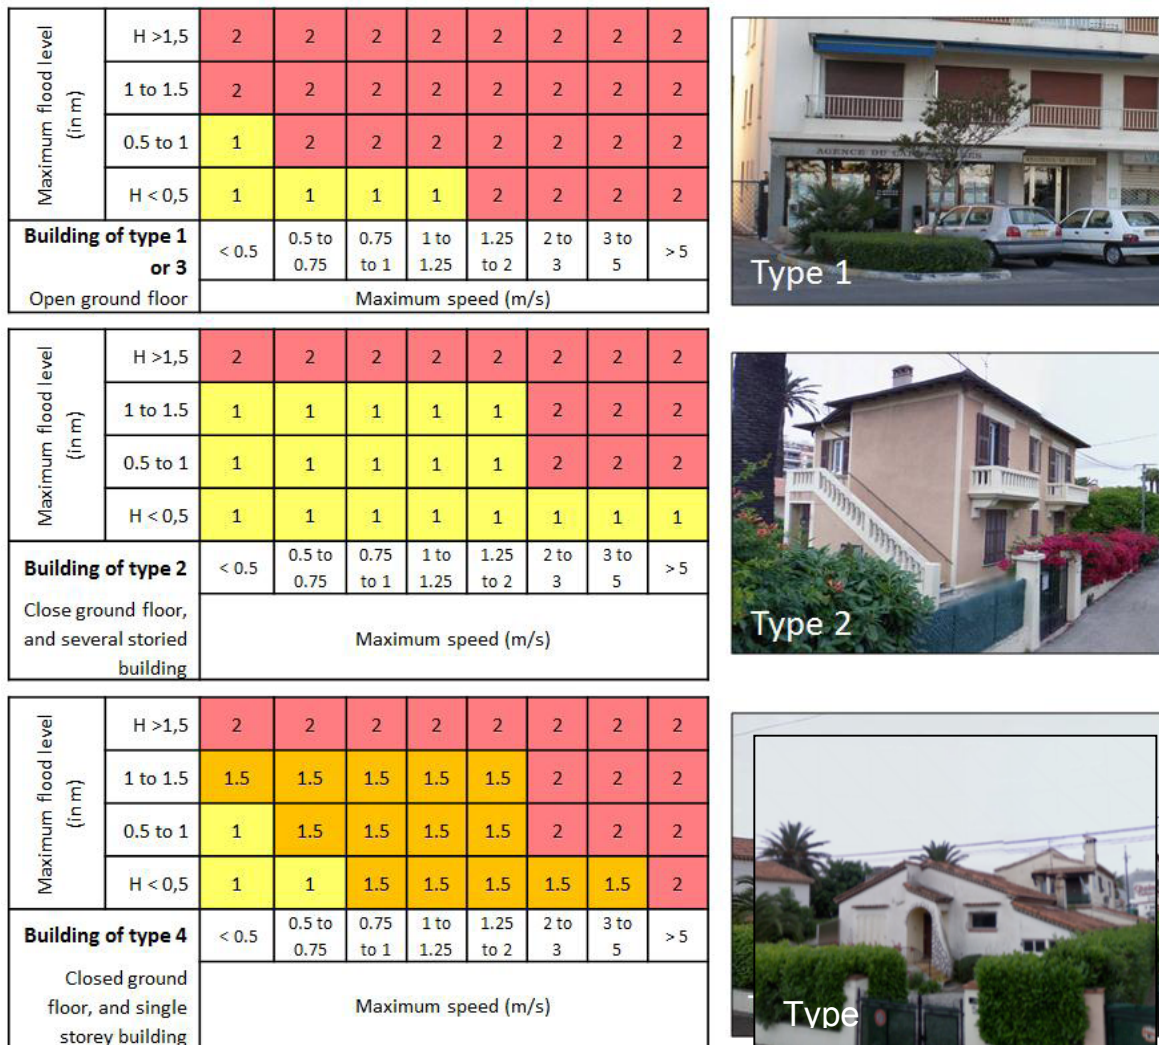 Maximum flood level
(in m)
H >1,5 2 2 2 2 2 2 2 2
1 to 1.5 2 2 2 2 2 2 2 2
0.5 to 1 1 2 2 2 2 2 2 2
H < 0,5 1 1 1 1 2 2 2 2
Building of type 1
or 3
Open ground floor
< 0.5 0.5 to 0.75 0.75 to 1 1 to 1.25 1.25 to 2 2 to 3 3 to 5 > 5
Maximum speed (m/s)
AGENCE DU
Type 1
Maximum flood level
(in m)
H >1,5 2 2 2 2 2 2 2 2
1 to 1.5 1 1 1 1 1 2 2 2
0.5 to 1 1 1 1 1 1 2 2 2
H < 0,5 1 1 1 1 1 1 1 1
Building of type 2
< 0.5 0.5 to 0.75 0.75 to 1 1 to 1.25 1.25 to 2 2 to 3 3 to 5 > 5
Close ground floor,
and several storied
building
Maximum speed (m/s)
Type 2
Maximum flood level
(in m)
H >1,5 2 2 2 2 2 2 2 2
1 to 1.5 1.5 1.5 1.5 1.5 1.5 2 2 2
0.5 to 1 1 1.5 1.5 1.5 1.5 2 2 2
H < 0,5 1 1 1.5 1.5 1.5 1.5 1.5 2
Building of type 4
< 0.5 0.5 to 0.75 0.75 to 1 1 to 1.25 1.25 to 2 2 to 3 3 to 5 > 5
Closed ground
floor, and single
storey building
Maximum speed (m/s)
Type